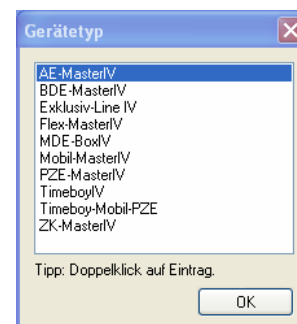 Gerätetyp
AE-MasterIV
BDE-MasterIV
Exklusiv-Line IV
Flex-MasterIV
MDE-BoxIV
Mobil-MasterIV
PZE-MasterIV
TimeboyIV
Timeboy-Mobil-PZE
ZK-MasterIV
Tipp: Doppelklick auf Eintrag.
OK